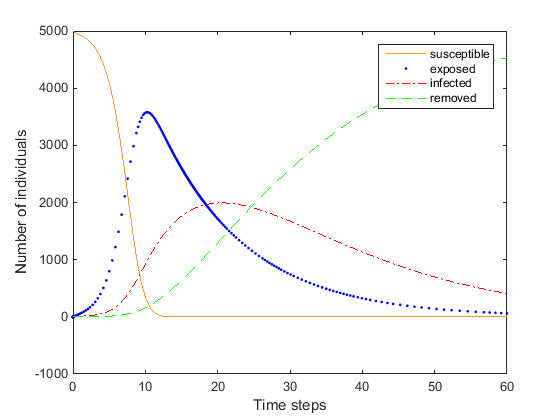 5000
4000
3000
2000
1000
0
-1000
Number of individuals
susceptible
exposed
infected
removed
0 10 20 30 40 50 60
Time steps